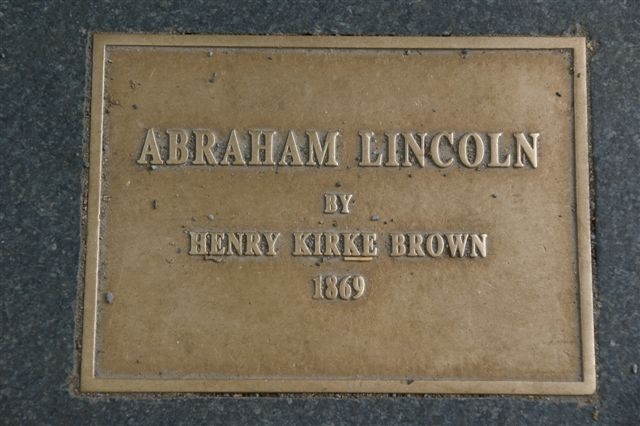 ABRAHAM LINCOLN
BY
HENRY KIRKE BROWN
1869